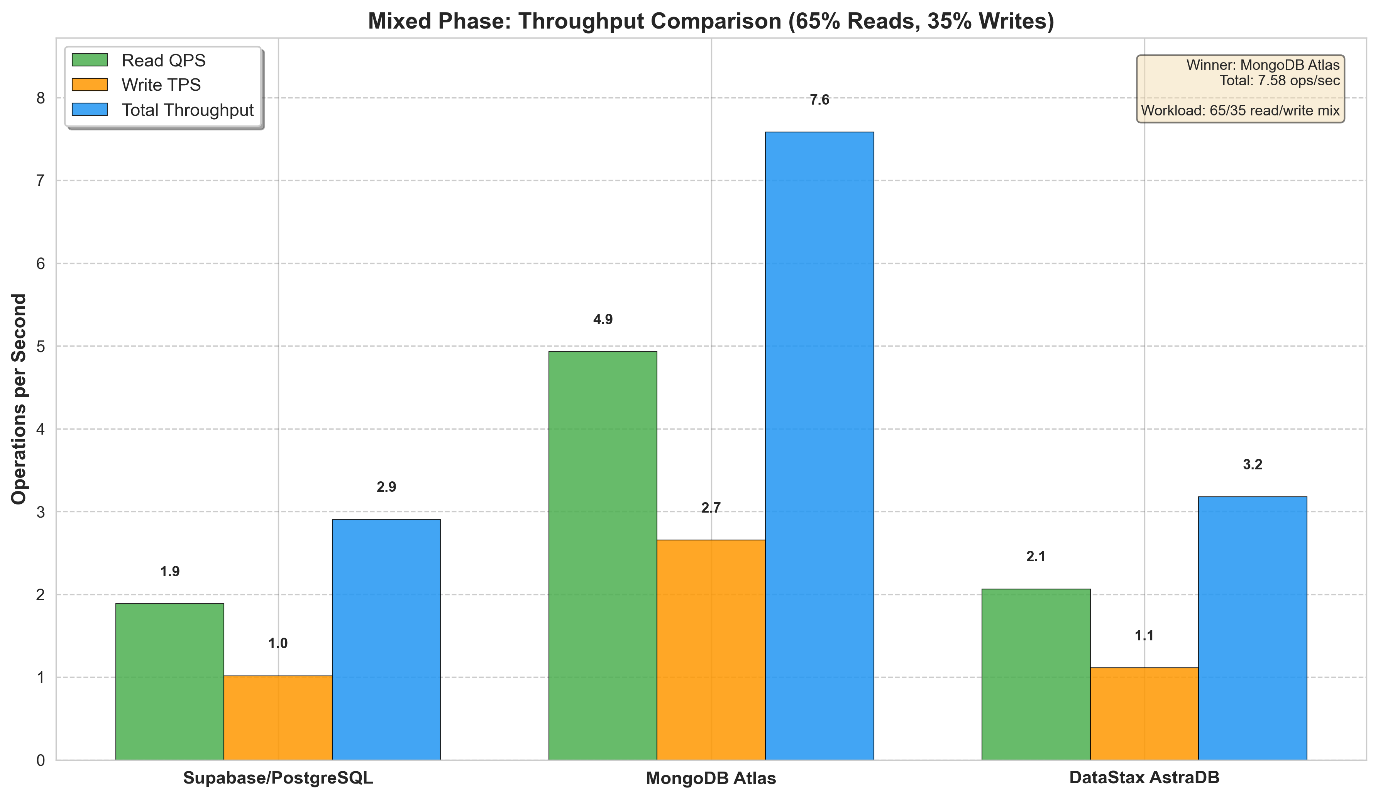 Mixed Phase: Throughput Comparison (65% Reads, 35% Writes)
Read QPS
Write TPS
Total Throughput
Winner: MongoDB Atlas
Total: 7.58 ops/sec
Workload: 65/35 read/write mix
Operations per Second
8
7
6
5
4
3
2
1
0
1.9
1.0
2.9
4.9
2.7
7.6
2.1
1.1
3.2
Supabase/PostgreSQL
MongoDB Atlas
DataStax AstraDB